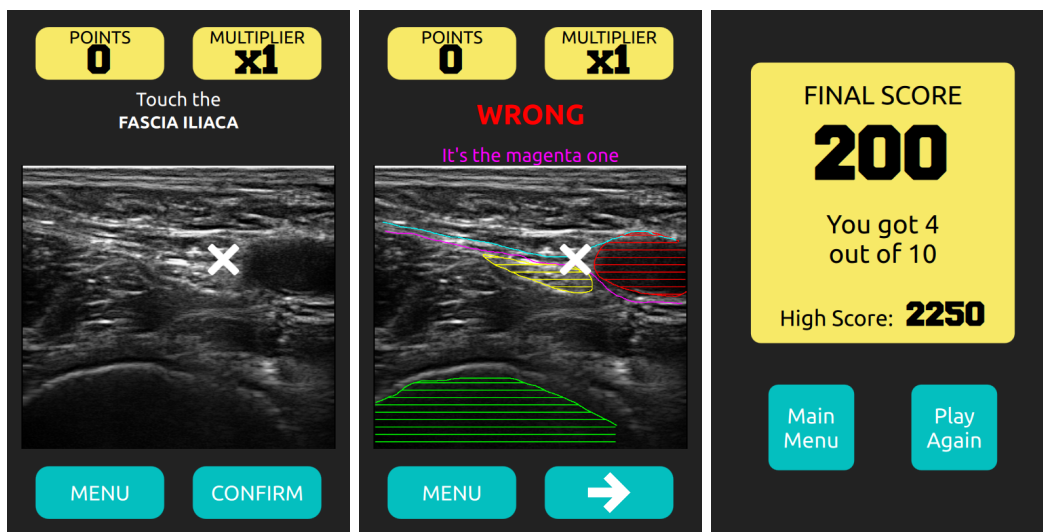 POINTS
0
MULTIPLIER
x1
Touch the
FASCIA ILIACA
MENU
CONFIRM
POINTS
0
MULTIPLIER
x1
WRONG
It's the magenta one
MENU
FINAL SCORE
200
You got 4
out of 10
High Score: 2250
Main
Menu
Play
Again